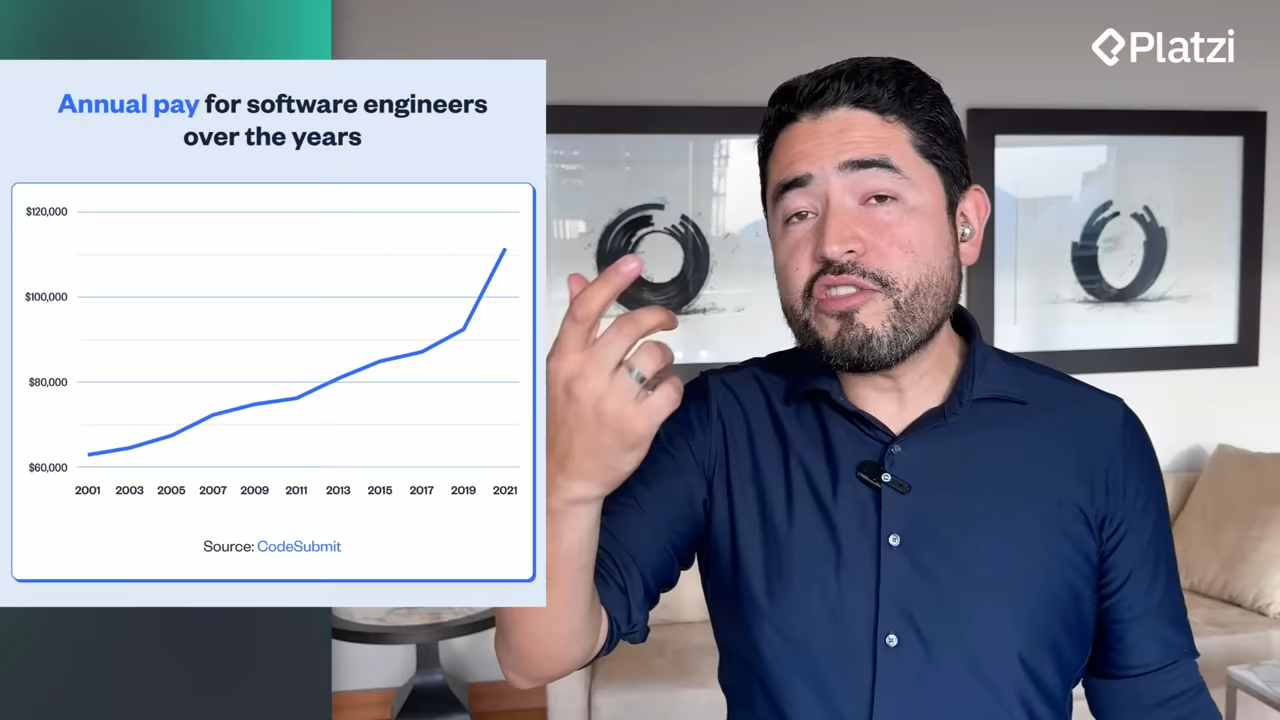 Platzi
Annual pay for software engineers
over the years
$120,000
$100,000
$80,000
$60,000
2001 2003 2005 2007 2009 2011 2013 2015 2017 2019 2021
Source: CodeSubmit